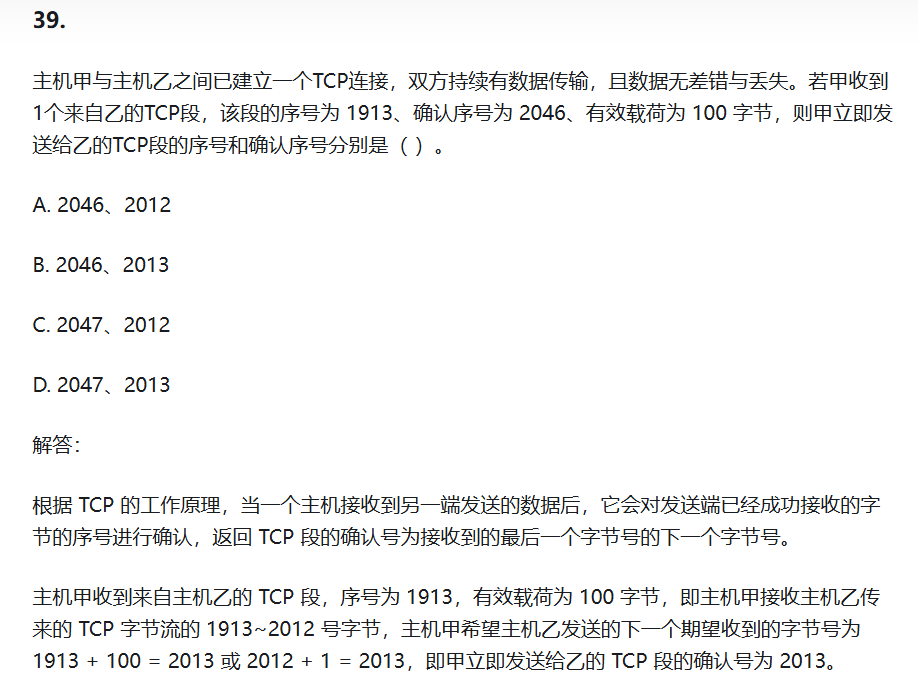 39.
主机甲与主机乙之间已建立一个TCP连接，双方持续有数据传输，且数据无差错与丢失。若甲收到
1个来自乙的TCP段，该段的序号为 1913、确认序号为 2046、有效载荷为 100 字节，则甲立即发
送给乙的TCP段的序号和确认序号分别是（ ）。
A. 2046、2012
B. 2046、2013
C. 2047、2012
D. 2047、2013
解答：
根据 TCP 的工作原理，当一个主机接收到另一端发送的数据后，它会对发送端已经成功接收的字
节的序号进行确认，返回 TCP 段的确认号为接收到的最后一个字节号的下一个字节号。
主机甲收到来自主机乙的 TCP 段，序号为 1913，有效载荷为 100 字节，即主机甲接收主机乙传
来的 TCP 字节流的 1913~2012 号字节，主机甲希望主机乙发送的下一个期望收到的字节号为
1913 + 100 = 2013 或 2012 + 1 = 2013，即甲立即发送给乙的 TCP 段的确认号为 2013。